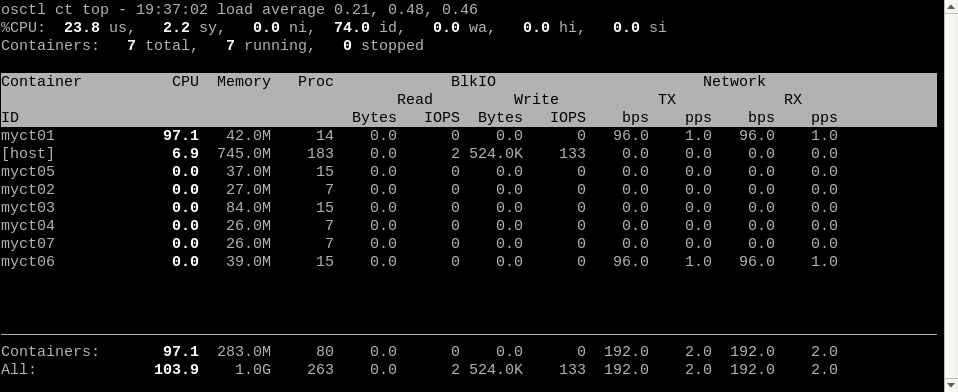 osctl ct top - 19:37:02 load average 0.21, 0.48, 0.46
%CPU:  23.8 us,   2.2 sy,   0.0 ni,  74.0 id,   0.0 wa,   0.0 hi,   0.0 si
Containers:   7 total,   7 running,   0 stopped
Container          CPU  Memory   Proc             BlkIO                       Network
Read         Write           TX            RX
ID                                     Bytes   IOPS  Bytes   IOPS    bps    pps    bps    pps
myct01            97.1   42.0M     14    0.0      0    0.0      0   96.0    1.0   96.0    1.0
[host]             6.9  745.0M    183    0.0      2 524.0K    133    0.0    0.0    0.0    0.0
myct05             0.0   37.0M     15    0.0      0    0.0      0    0.0    0.0    0.0    0.0
myct02             0.0   27.0M      7    0.0      0    0.0      0    0.0    0.0    0.0    0.0
myct03             0.0   84.0M     15    0.0      0    0.0      0    0.0    0.0    0.0    0.0
myct04             0.0   26.0M      7    0.0      0    0.0      0    0.0    0.0    0.0    0.0
myct07             0.0   26.0M      7    0.0      0    0.0      0    0.0    0.0    0.0    0.0
myct06             0.0   39.0M     15    0.0      0    0.0      0   96.0    1.0   96.0    1.0
Containers:       97.1  283.0M     80    0.0      0    0.0      0  192.0    2.0  192.0    2.0
All:             103.9    1.0G    263    0.0      2 524.0K    133  192.0    2.0  192.0    2.0